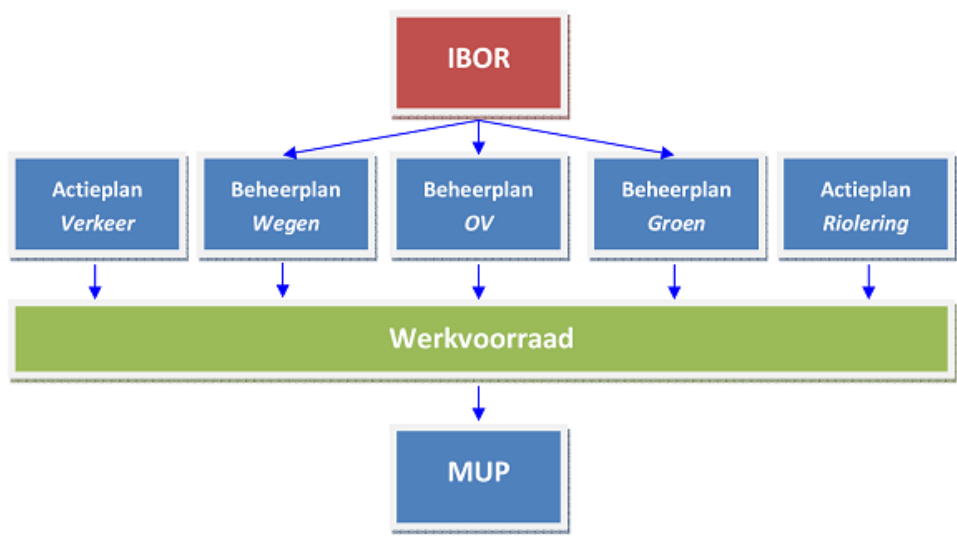 IBOR
Actieplan
Verkeer
Beheerplan
Wegen
Beheerplan
OV
Beheerplan
Groen
Actieplan
Riolering
Werkvoorraad
MUP